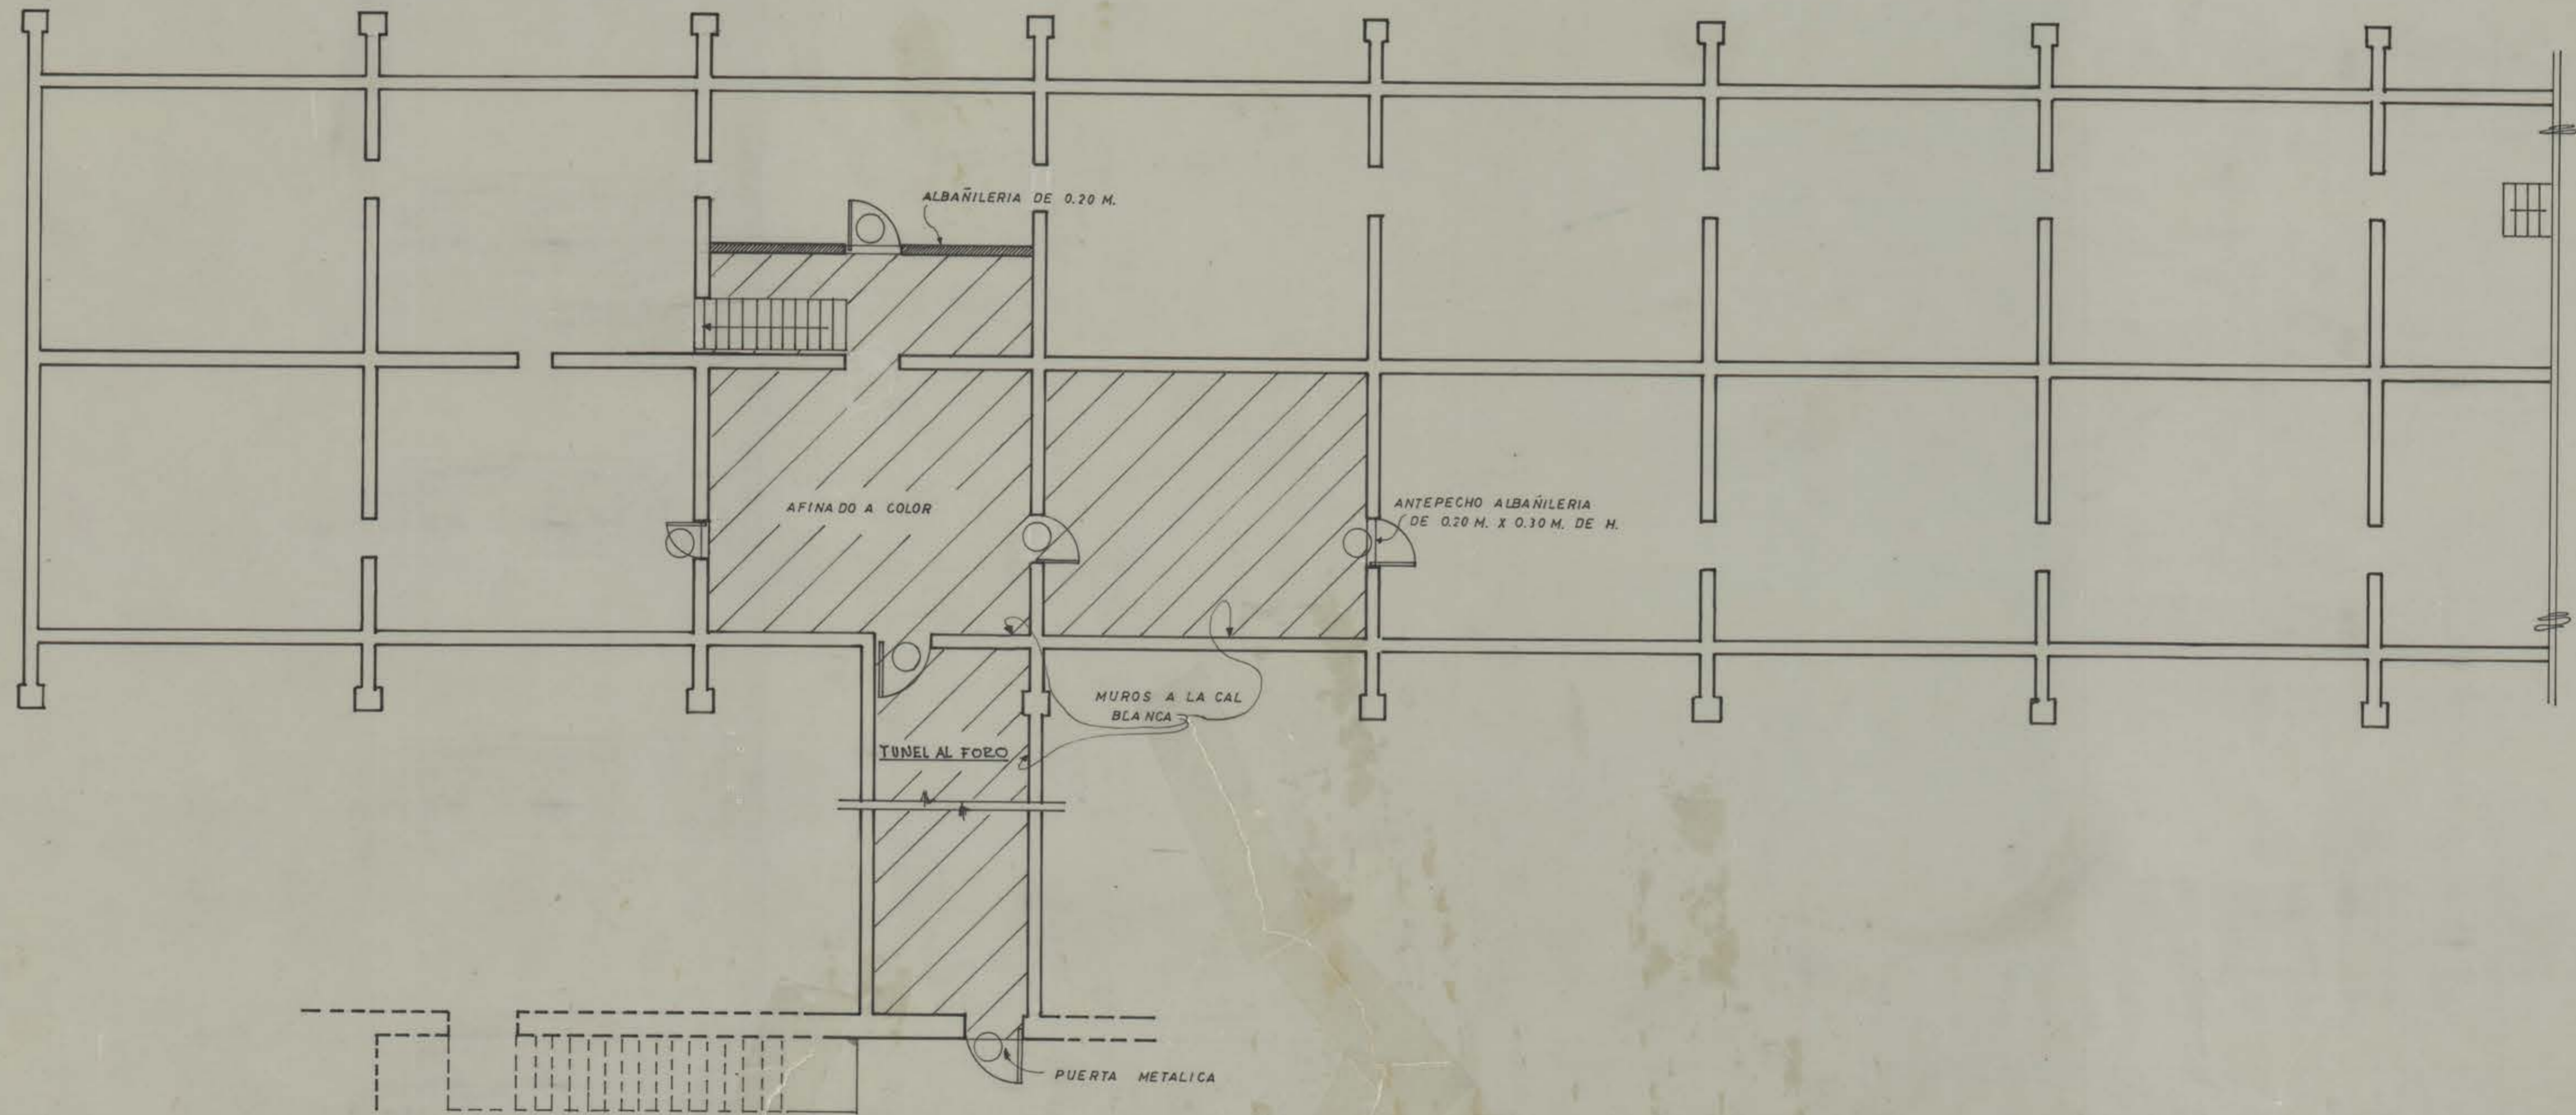 ALBAÑILERIA DE 0.20 M.
AFINADO A COLOR
ANTEPECHO ALBAÑILERIA
DE 0.20 M. X 0.30 M. DE H.
MUROS A LA CAL
BLANCA
TUNEL AL FORO
PUERTA METALICA